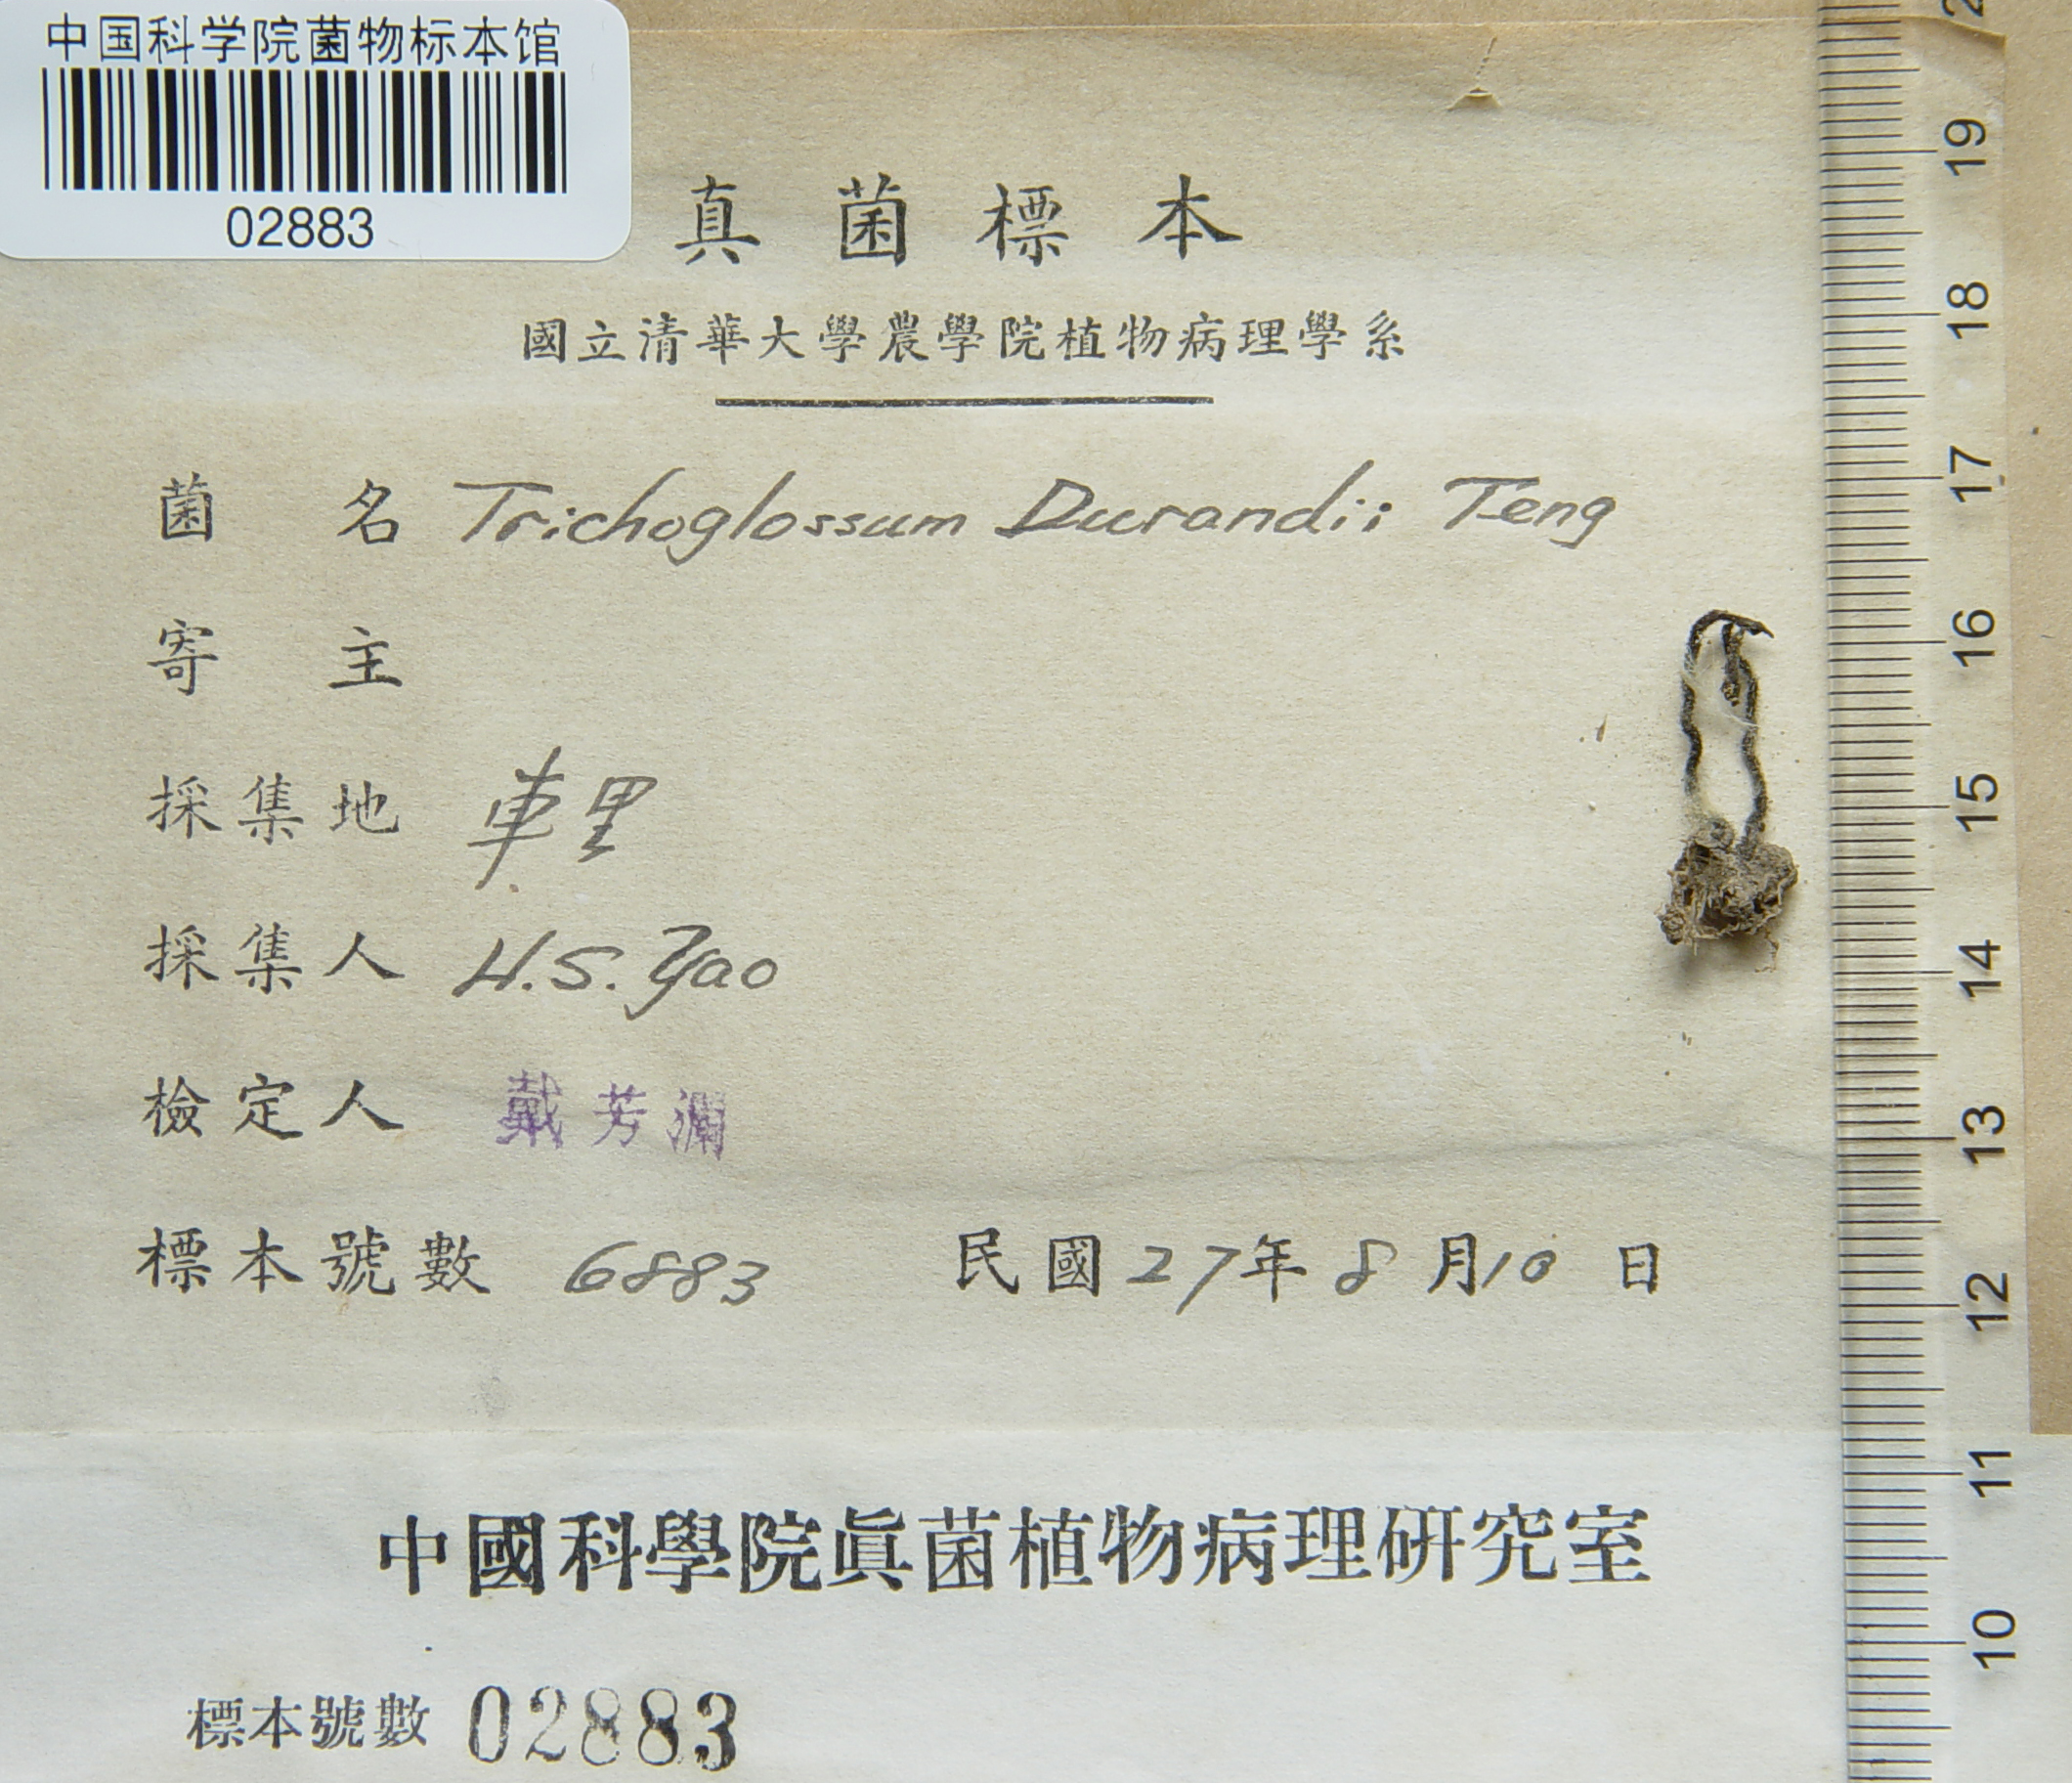 中国科学院菌物标本馆
02883
真菌標本
國立清華大學農學院植物病理學系
菌名 Trichoglossum Durandii Teng
寄主
採集地 車里
採集人 H.S. Yao
檢定人 戴芳瀾
標本號數 6883 民國27年8月10日
中國科學院眞菌植物病理研究室
標本號數 02883
19
18
17
16
15
14
13
12
11
10